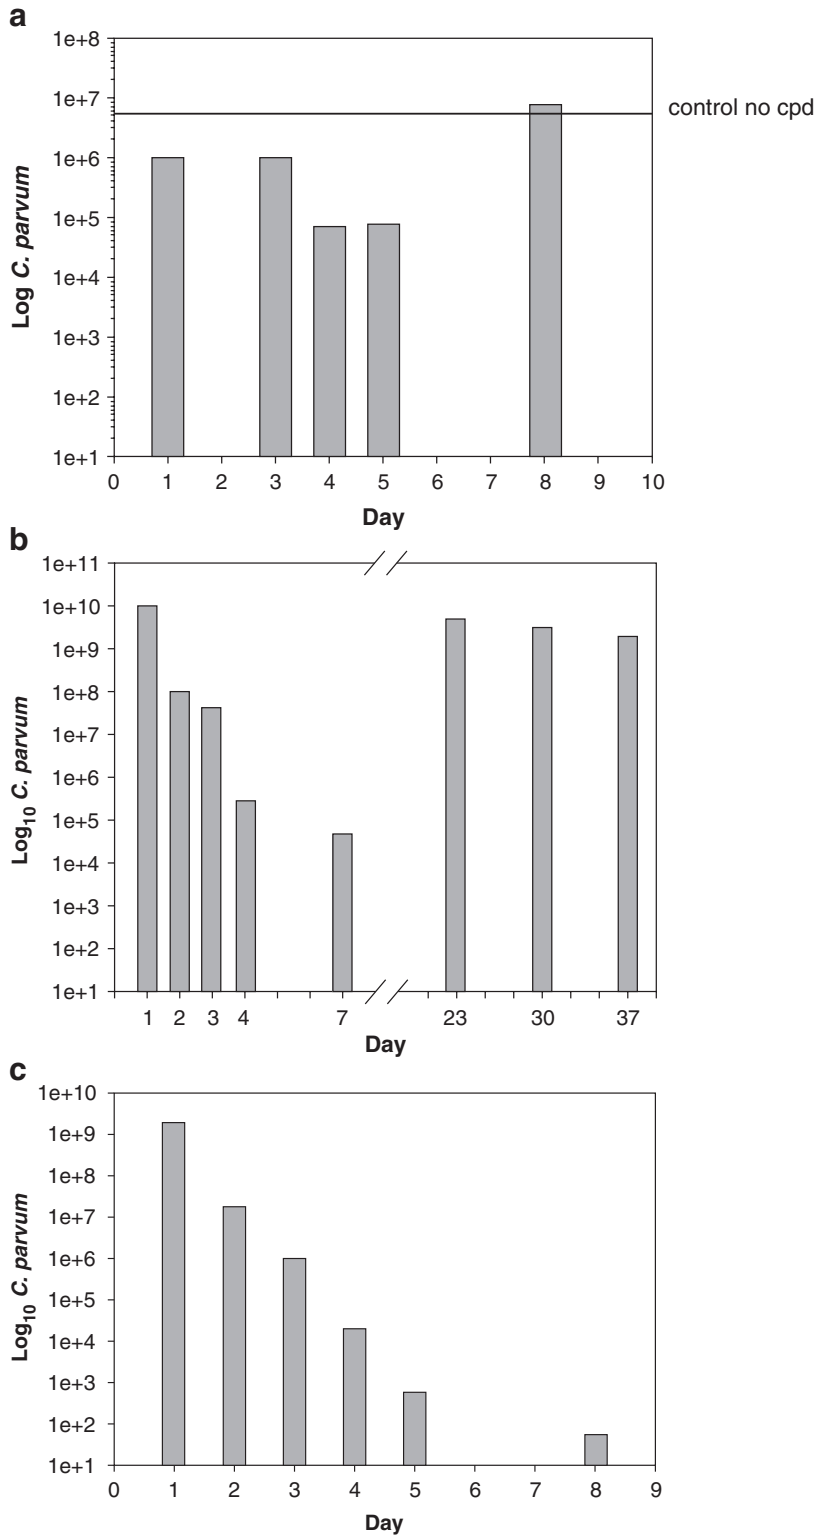 a
1e+8
1e+7
control no cpd
1e+6
1e+5
1e+4
1e+3
1e+2
1e+1
Log C. parvum
0 1 2 3 4 5 6 7 8 9 10
Day
b
1e+11
1e+10
1e+9
1e+8
1e+7
1e+6
1e+5
1e+4
1e+3
1e+2
1e+1
Log10 C. parvum
1 2 3 4 7 23 30 37
Day
c
1e+10
1e+9
1e+8
1e+7
1e+6
1e+5
1e+4
1e+3
1e+2
1e+1
Log10 C. parvum
0 1 2 3 4 5 6 7 8 9
Day